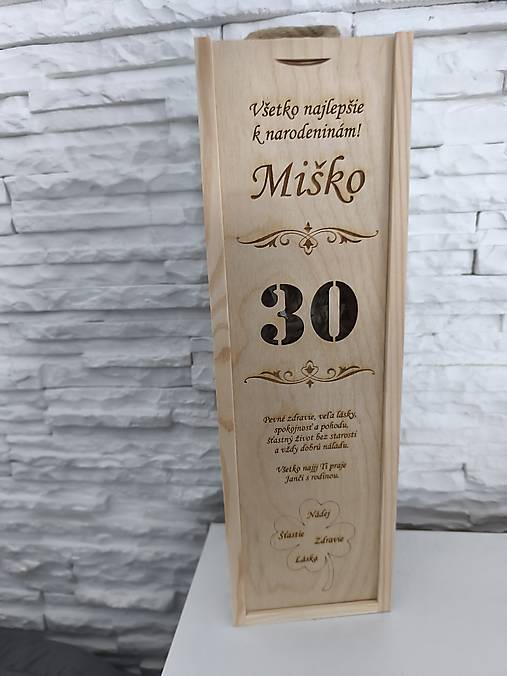 Všetko najlepšie
k narodeninám!
Miško
30
Pevné zdravie, veľa lásky,
spokojnosť a pohodu,
šťastný život bez starostí
a vždy dobrú náladu.
Všetko najjj Ti praje
Janči s rodinou.
Nádej
Šťastie Zdravie
Láska